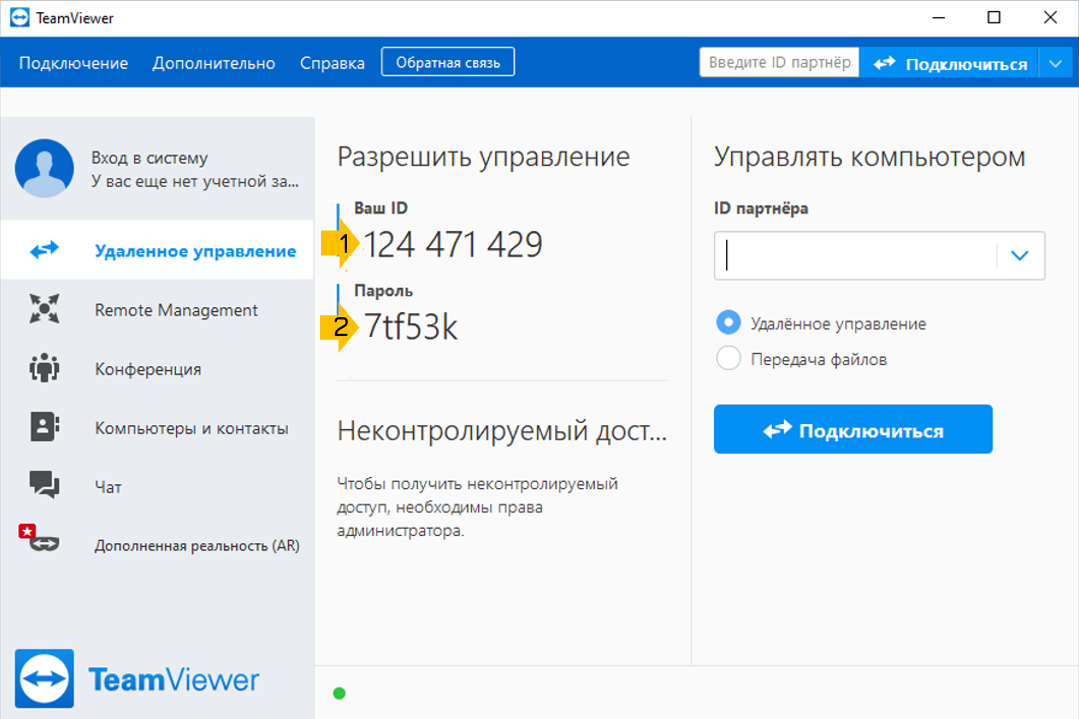 TeamViewer
Подключение Дополнительно Справка Обратная связь Введите ID партнёр Подключиться
Вход в систему
У вас еще нет учетной за...
Удаленное управление
Remote Management
Конференция
Компьютеры и контакты
Чат
Дополненная реальность (AR)
TeamViewer
Разрешить управление
Ваш ID
1 124 471 429
Пароль
2 7tf53k
Неконтролируемый дост...
Чтобы получить неконтролируемый
доступ, необходимы права
администратора.
Управлять компьютером
ID партнёра
Удалённое управление
Передача файлов
Подключиться